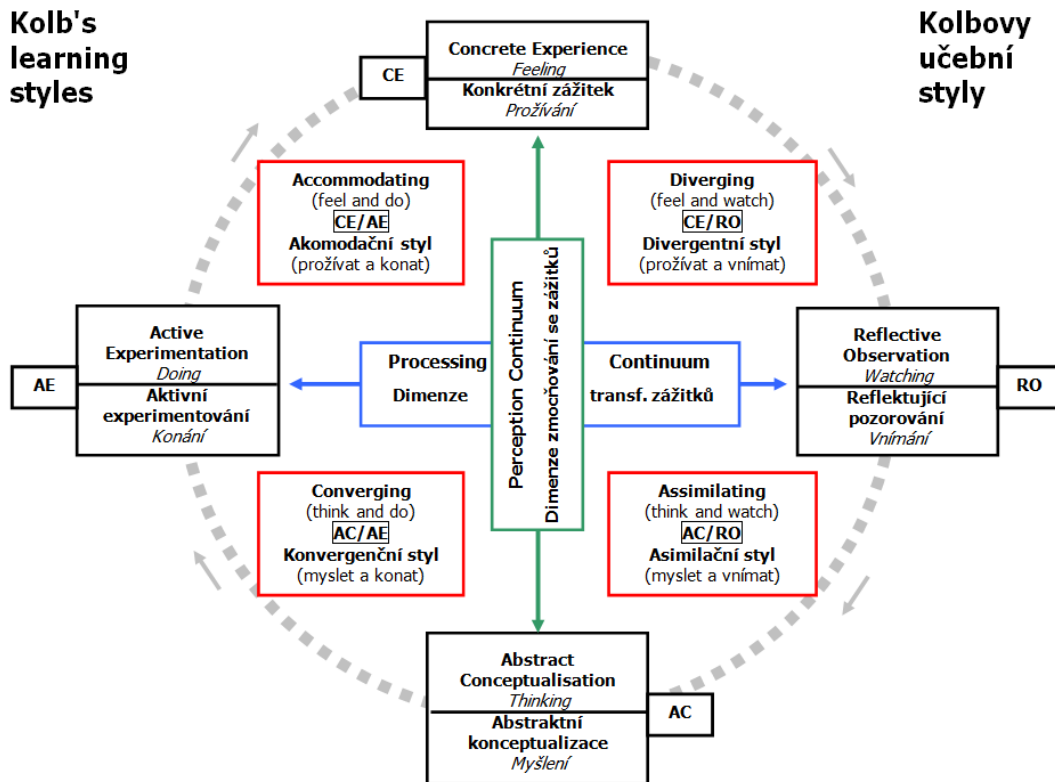 Kolb's
learning
styles
Kolbovy
učební
styly
CE
Concrete Experience
Feeling
Konkrétní zážitek
Prožívání
Accommodating
(feel and do)
CE/AE
Akomodační styl
(prožívat a konat)
Diverging
(feel and watch)
CE/RO
Divergentní styl
(prožívat a vnímat)
AE
Active
Experimentation
Doing
Aktivní
experimentování
Konání
Processing
Dimenze
Perception Continuum
Dimenze zmocňování se zážitků
Continuum
transf. zážitků
Reflective
Observation
Watching
Reflektující
pozorování
Vnímání
RO
Converging
(think and do)
AC/AE
Konvergenční styl
(myslet a konat)
Assimilating
(think and watch)
AC/RO
Asimilační styl
(myslet a vnímat)
Abstract
Conceptualisation
Thinking
Abstraktní
konceptualizace
Myšlení
AC